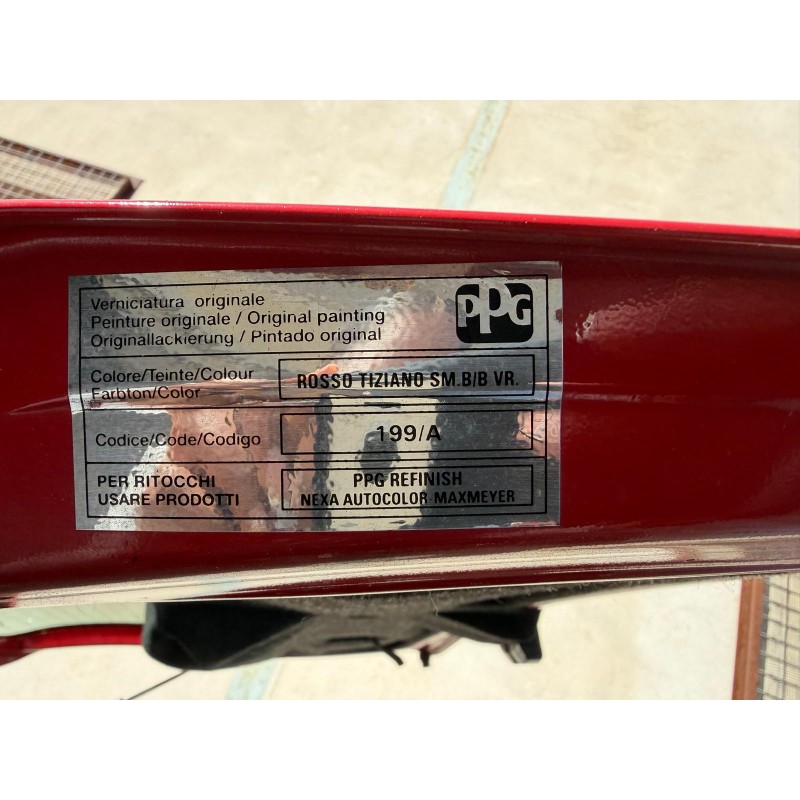 Verniciatura originale
Peinture originale / Original painting
Originallackierung / Pintado original
PPG
Colore/Teinte/Colour
Farbton/Color
ROSSO TIZIANO SM.B/B VR.
Codice/Code/Codigo
199/A
PER RITOCCHI
USARE PRODOTTI
PPG REFINISH
NEXA AUTOCOLOR-MAXMEYER